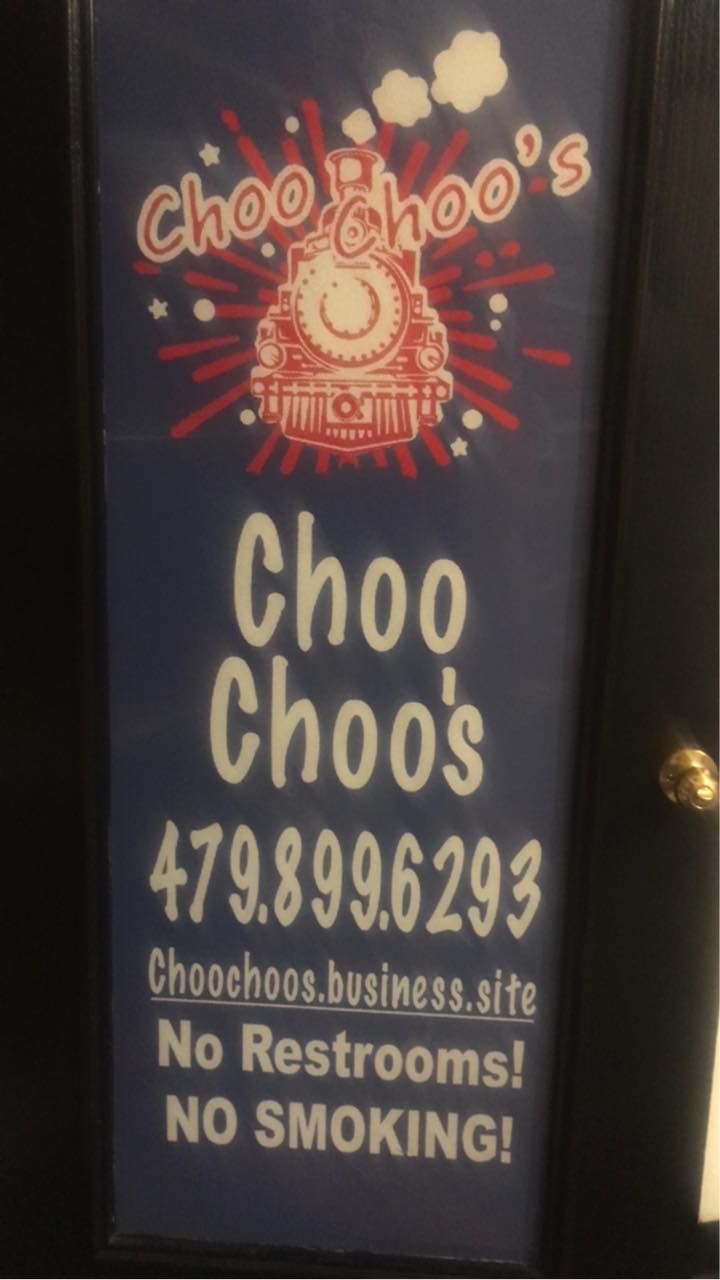 Choo Choo's
Choo
Choo's
479.899.6293
Choochoos.business.site
No Restrooms!
NO SMOKING!